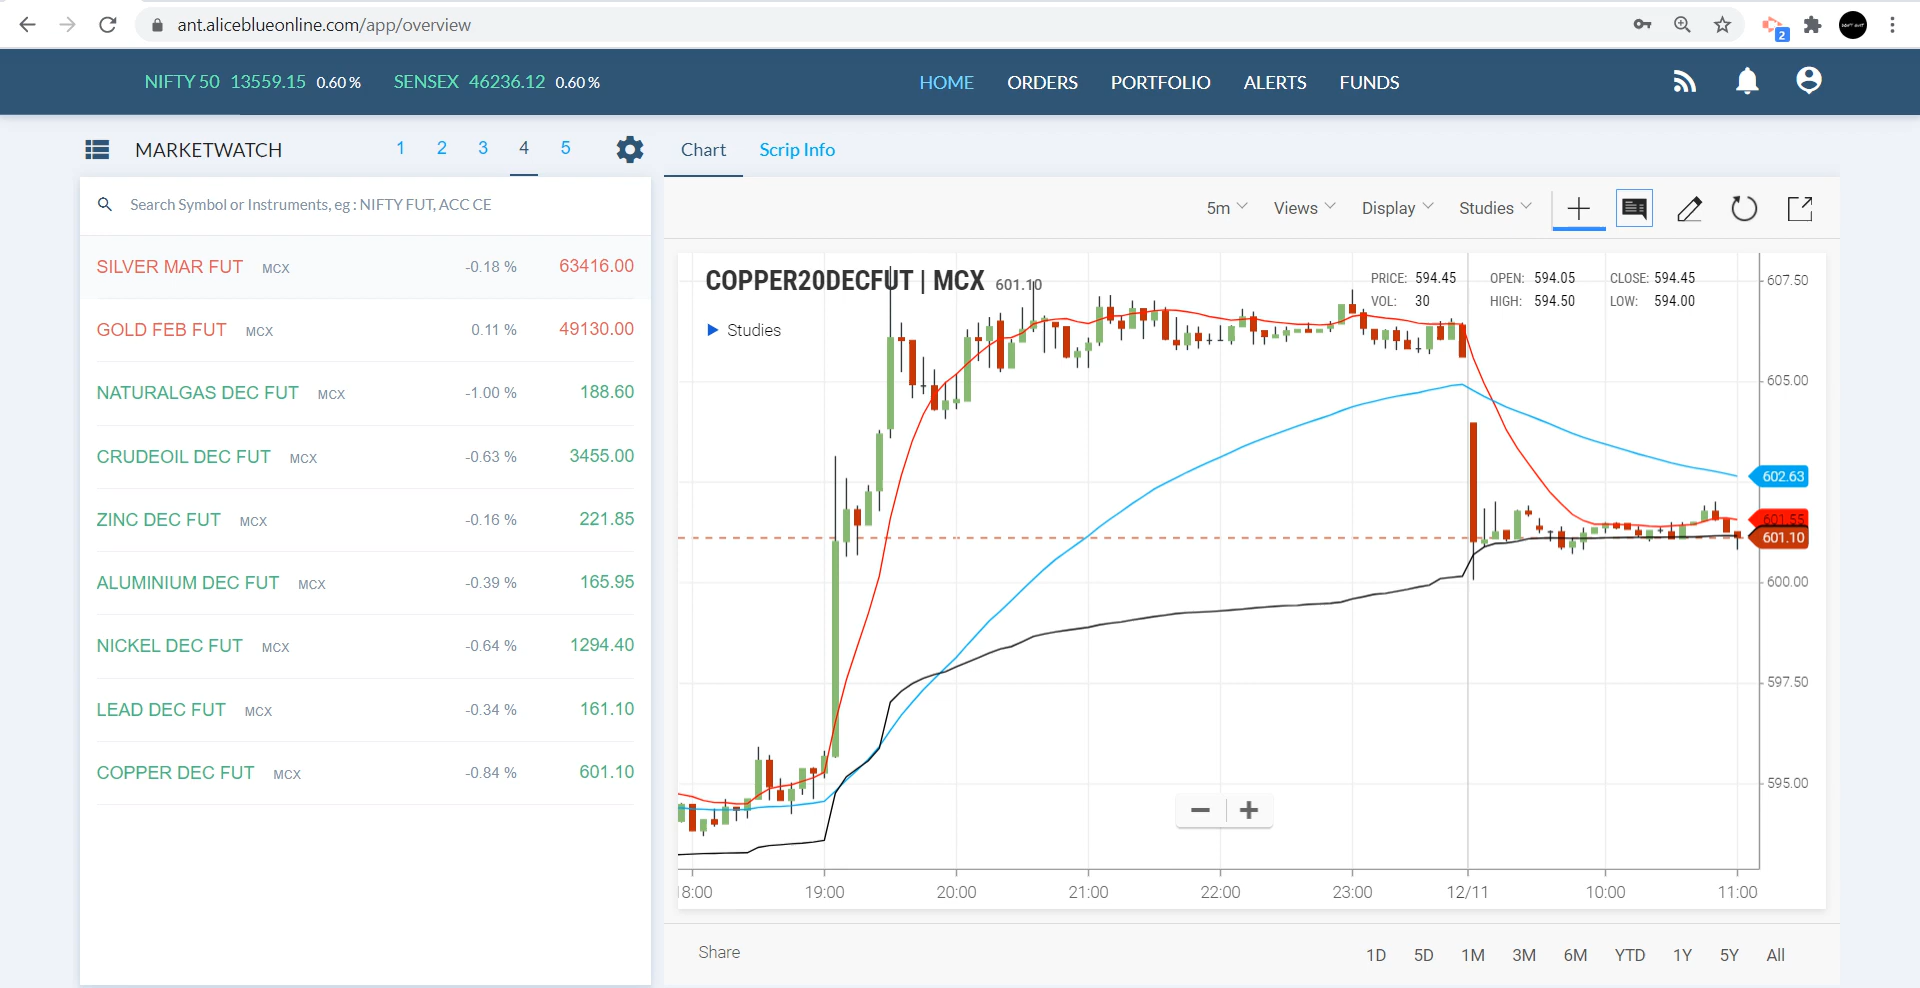 ant.aliceblueonline.com/app/overview
2
NIFTY 50 13559.15 0.60 % SENSEX 46236.12 0.60 % HOME ORDERS PORTFOLIO ALERTS FUNDS
MARKETWATCH 1 2 3 4 5
Chart Scrip Info
Search Symbol or Instruments, eg : NIFTY FUT, ACC CE
SILVER MAR FUT MCX -0.18 % 63416.00
GOLD FEB FUT MCX 0.11 % 49130.00
NATURALGAS DEC FUT MCX -1.00 % 188.60
CRUDEOIL DEC FUT MCX -0.63 % 3455.00
ZINC DEC FUT MCX -0.16 % 221.85
ALUMINIUM DEC FUT MCX -0.39 % 165.95
NICKEL DEC FUT MCX -0.64 % 1294.40
LEAD DEC FUT MCX -0.34 % 161.10
COPPER DEC FUT MCX -0.84 % 601.10
5m Views Display Studies
COPPER20DECFUT | MCX 601.10
PRICE: 594.45 OPEN: 594.05 CLOSE: 594.45
VOL: 30 HIGH: 594.50 LOW: 594.00
Studies
607.50
605.00
602.63
601.55
601.10
600.00
597.50
595.00
8:00 19:00 20:00 21:00 22:00 23:00 12/11 10:00 11:00
Share 1D 5D 1M 3M 6M YTD 1Y 5Y All